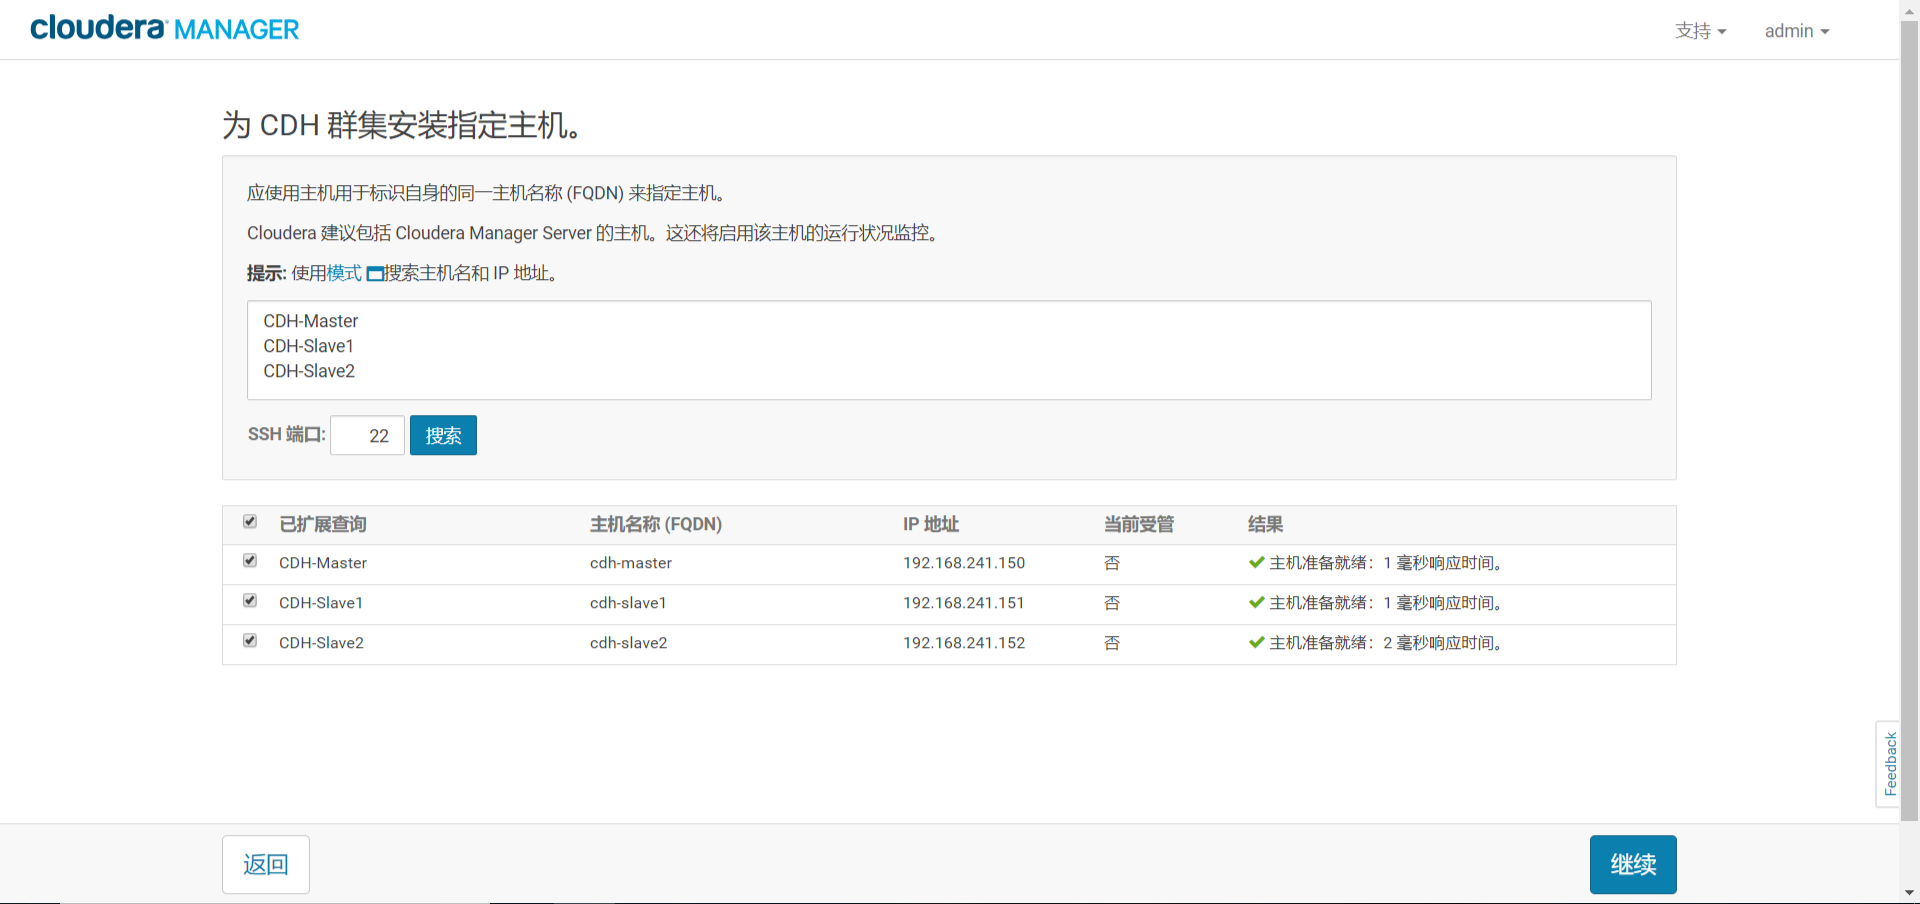 cloudera MANAGER
支持 admin
为 CDH 群集安装指定主机。
应使用主机用于标识自身的同一主机名称 (FQDN) 来指定主机。
Cloudera 建议包括 Cloudera Manager Server 的主机。这还将启用该主机的运行状况监控。
提示: 使用模式 搜索主机名和 IP 地址。
CDH-Master
CDH-Slave1
CDH-Slave2
SSH 端口: 22 搜索
已扩展查询 主机名称 (FQDN) IP 地址 当前受管 结果
CDH-Master cdh-master 192.168.241.150 否 主机准备就绪：1 毫秒响应时间。
CDH-Slave1 cdh-slave1 192.168.241.151 否 主机准备就绪：1 毫秒响应时间。
CDH-Slave2 cdh-slave2 192.168.241.152 否 主机准备就绪：2 毫秒响应时间。
Feedback
返回 继续